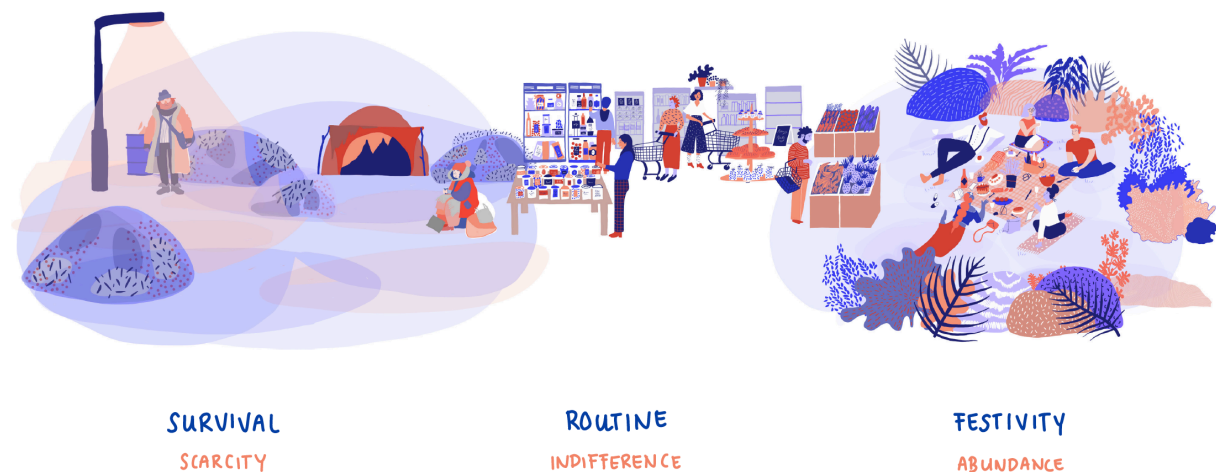 SURVIVAL
SCARCITY
ROUTINE
INDIFFERENCE
FESTIVITY
ABUNDANCE